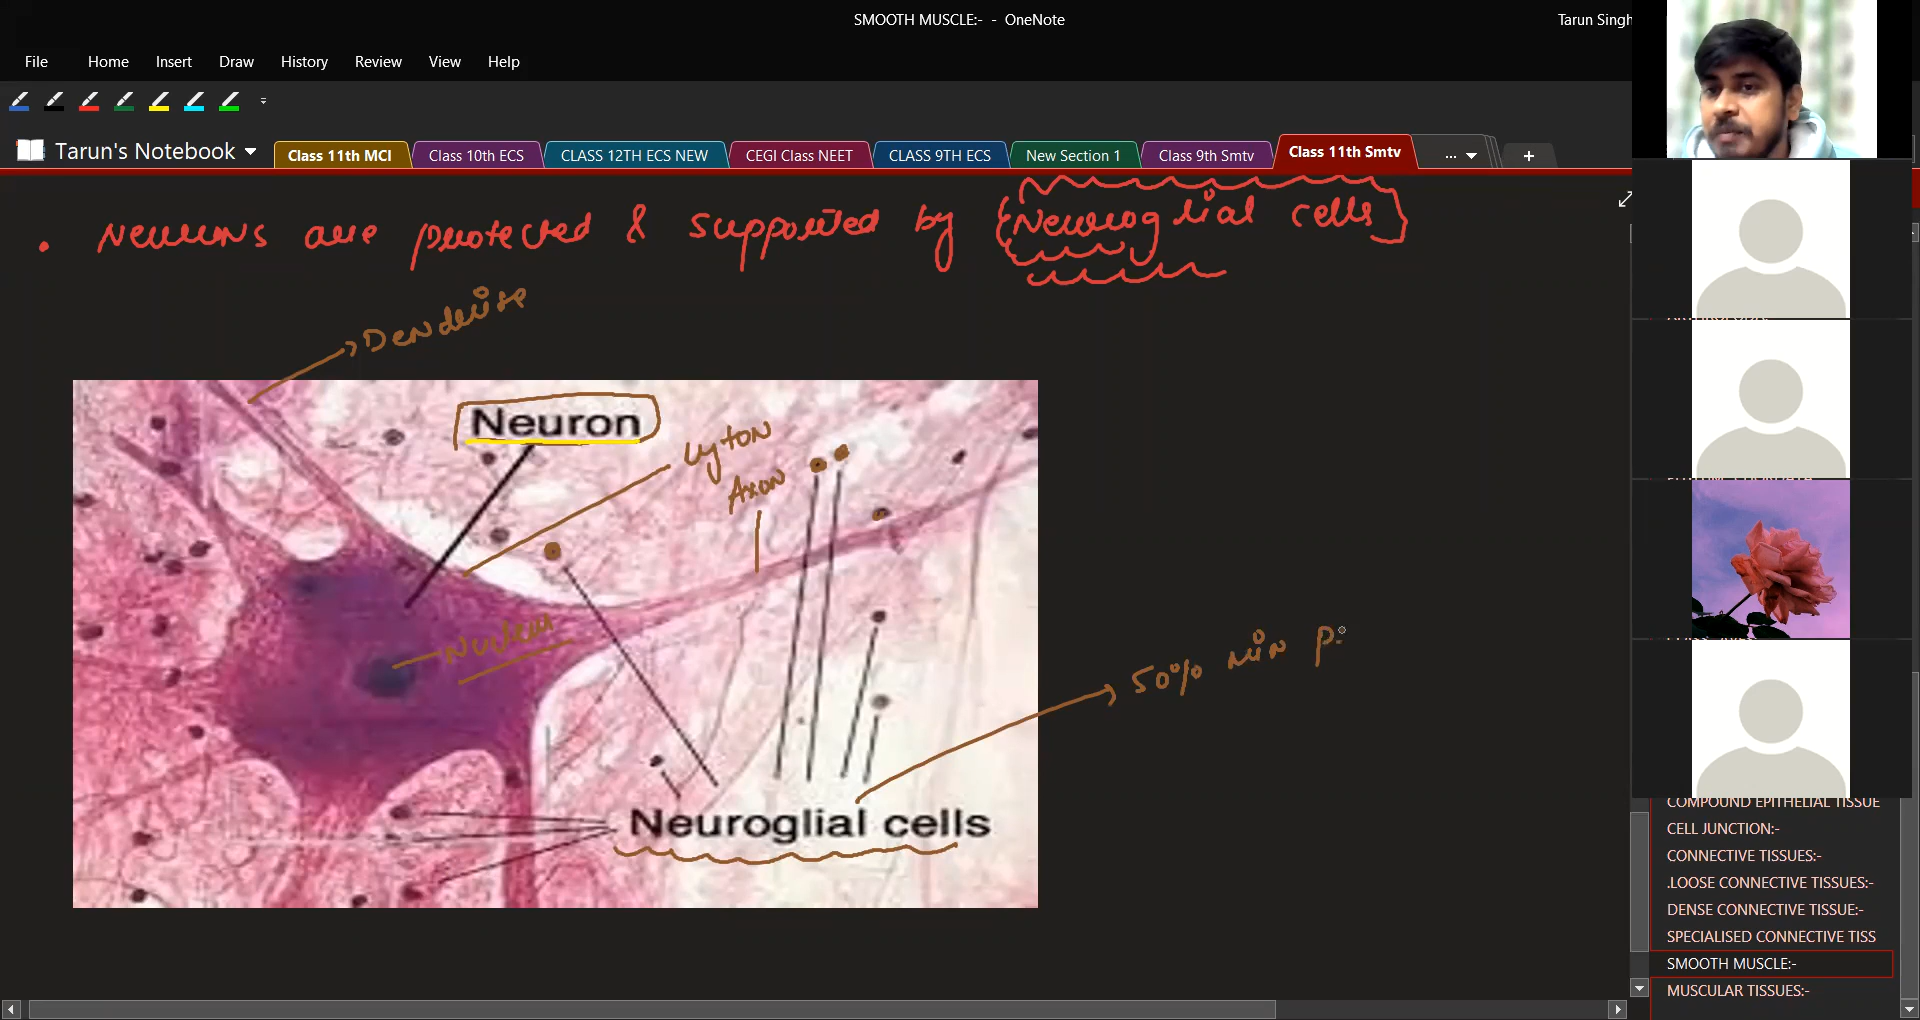 SMOOTH MUSCLE:- - OneNote
Tarun Singh
File Home Insert Draw History Review View Help
Tarun's Notebook
Class 11th MCI Class 10th ECS CLASS 12TH ECS NEW CEGI Class NEET CLASS 9TH ECS New Section 1 Class 9th Smtv Class 11th Smtv ... +
. Neurons are protected & supported by {Neuroglial cells}
Dendrite
Neuron
Cyton
Axon
Nucleus
50% min p.
Neuroglial cells
COMPOUND EPITHELIAL TISSUE
CELL JUNCTION:-
CONNECTIVE TISSUES:-
.LOOSE CONNECTIVE TISSUES:-
DENSE CONNECTIVE TISSUE:-
SPECIALISED CONNECTIVE TISS
SMOOTH MUSCLE:-
MUSCULAR TISSUES:-